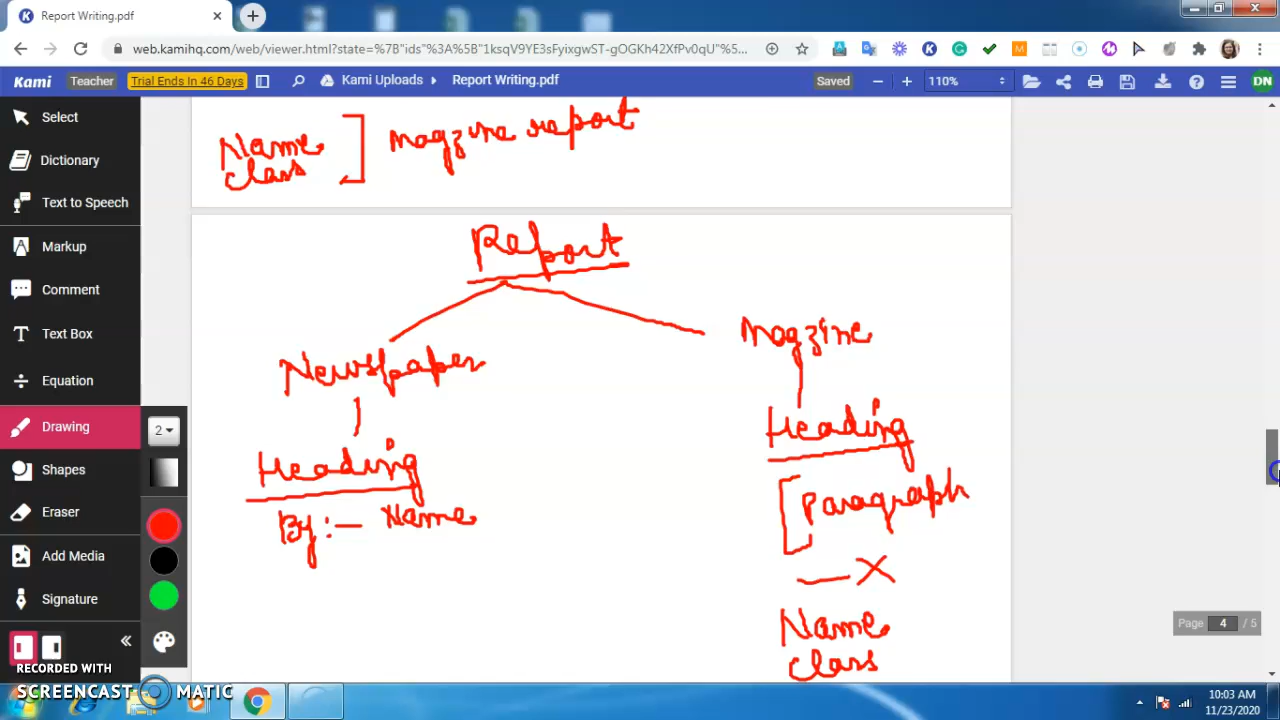 Report Writing.pdf
web.kamihq.com/web/viewer.html?state=%7B"ids"%3A%5B"1ksqV9YE3sFyixgwST-gOGKh42XfPv0qU"%5...
Kami Teacher Trial Ends In 46 Days Kami Uploads Report Writing.pdf Saved 110% DN
Select
Dictionary
Text to Speech
Markup
Comment
Text Box
Equation
Drawing
Shapes
Eraser
Add Media
Signature
2
Name
class
Magzine report
Report
Newspaper
Magzine
Heading
By :- Name
Heading
Paragraph
— X
Name
class
Page 4 / 5
RECORDED WITH
SCREENCAST MATIC
10:03 AM
11/23/2020